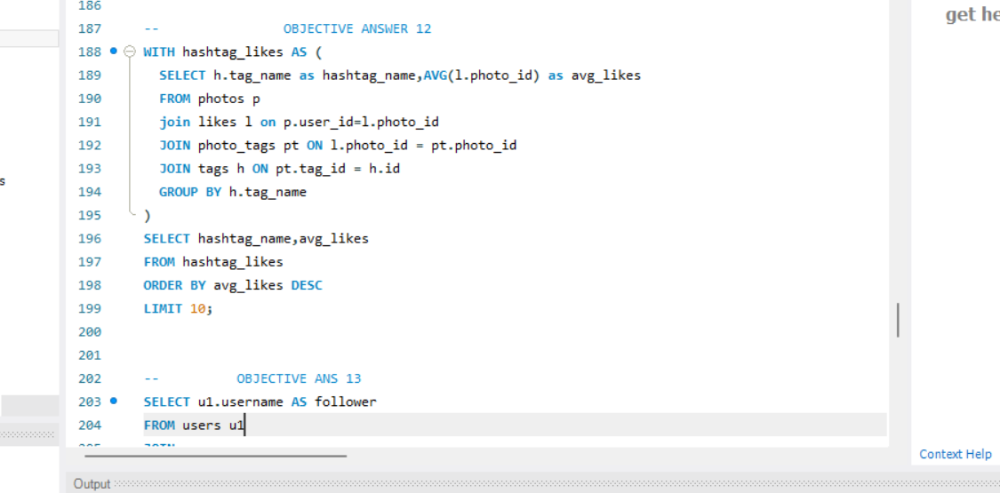 get he
186
187 -- OBJECTIVE ANSWER 12
188 WITH hashtag_likes AS (
189 SELECT h.tag_name as hashtag_name,AVG(l.photo_id) as avg_likes
190 FROM photos p
191 join likes l on p.user_id=l.photo_id
192 JOIN photo_tags pt ON l.photo_id = pt.photo_id
193 JOIN tags h ON pt.tag_id = h.id
194 GROUP BY h.tag_name
195 )
s
196 SELECT hashtag_name,avg_likes
197 FROM hashtag_likes
198 ORDER BY avg_likes DESC
199 LIMIT 10;
200
201
202 -- OBJECTIVE ANS 13
203 SELECT u1.username AS follower
204 FROM users u1
205 JOIN
Context Help
Output